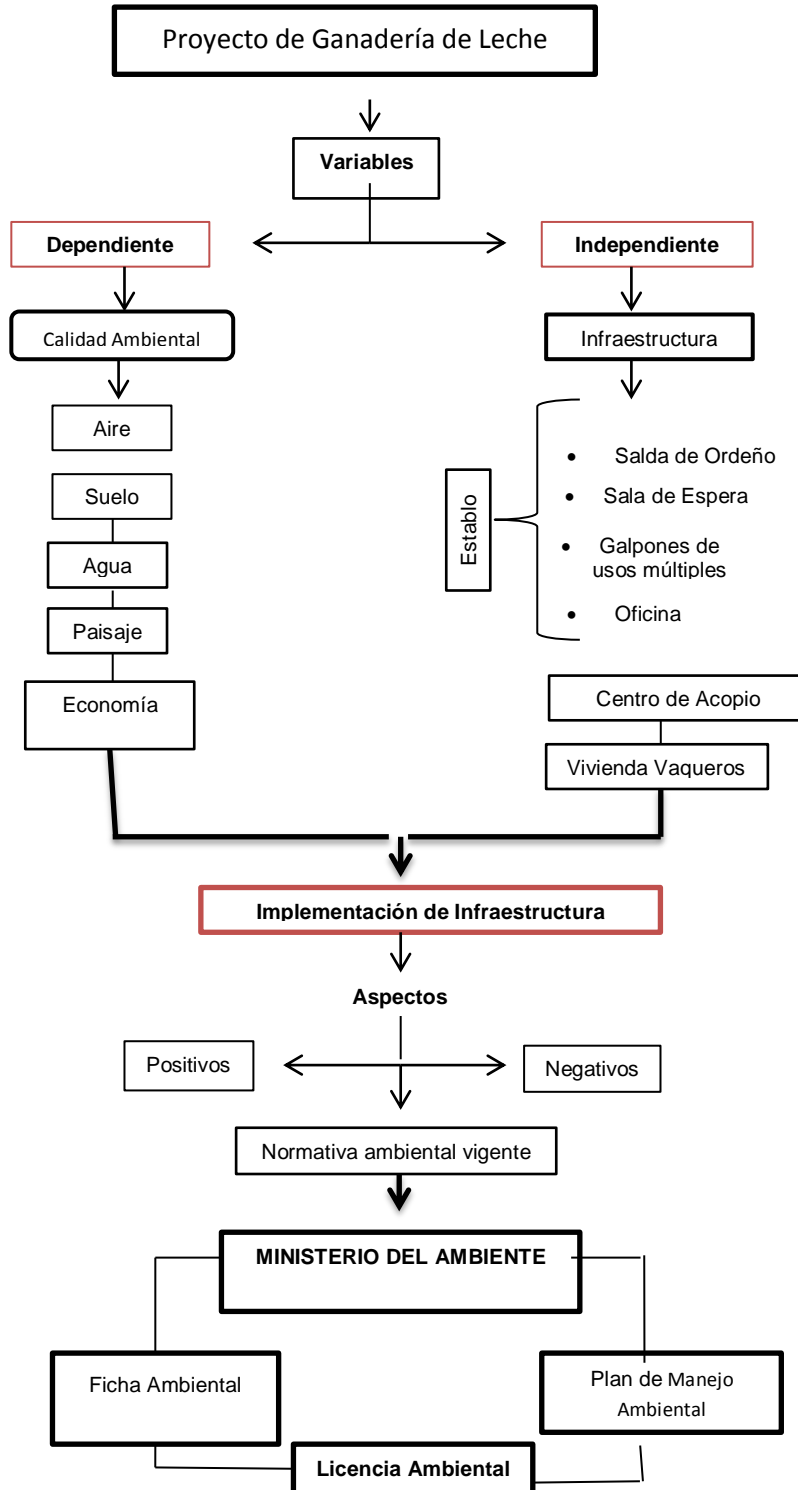 Proyecto de Ganadería de Leche
Variables
Dependiente
Independiente
Calidad Ambiental
Infraestructura
Aire
Suelo
Agua
Paisaje
Economía
Establo
• Salda de Ordeño
• Sala de Espera
• Galpones de
usos múltiples
• Oficina
Centro de Acopio
Vivienda Vaqueros
Implementación de Infraestructura
Aspectos
Positivos
Negativos
Normativa ambiental vigente
MINISTERIO DEL AMBIENTE
Ficha Ambiental
Plan de Manejo
Ambiental
Licencia Ambiental